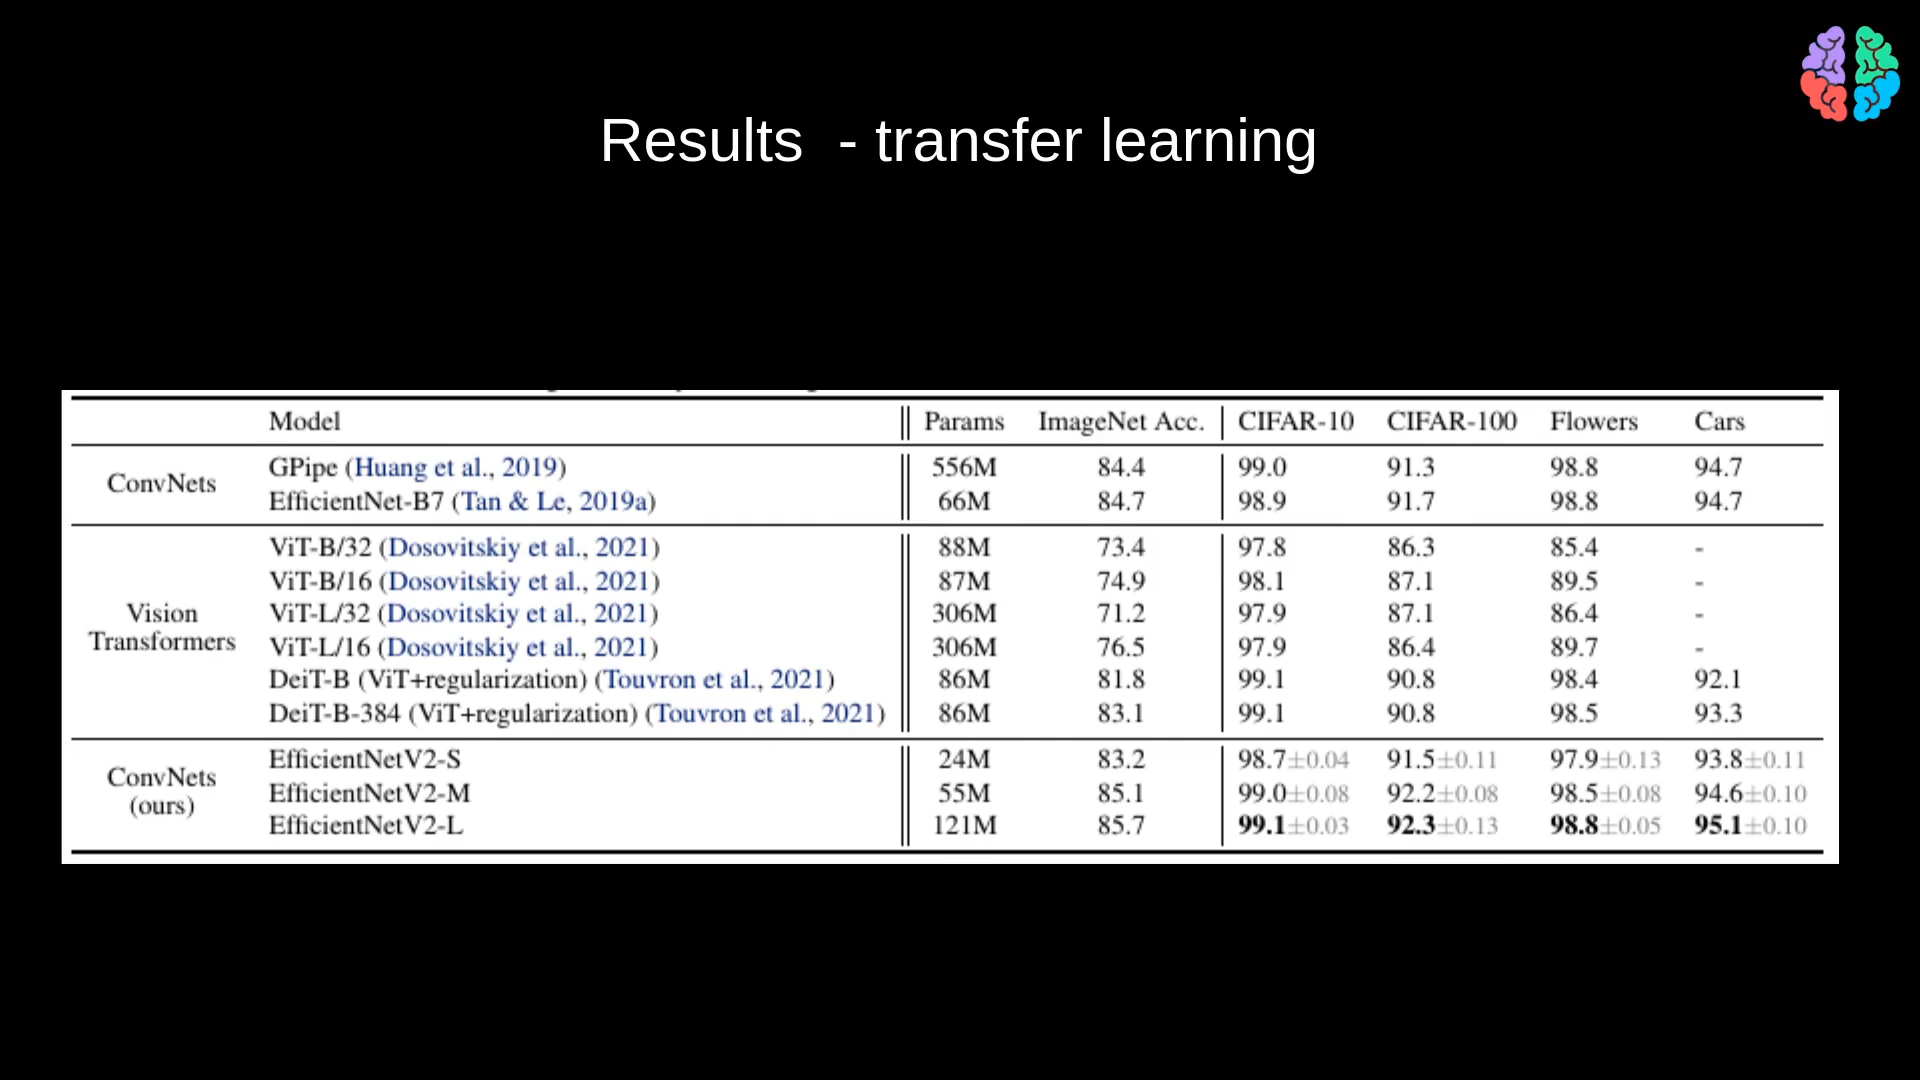 Results - transfer learning
Model Params ImageNet Acc. CIFAR-10 CIFAR-100 Flowers Cars
ConvNets
GPipe (Huang et al., 2019) 556M 84.4 99.0 91.3 98.8 94.7
EfficientNet-B7 (Tan & Le, 2019a) 66M 84.7 98.9 91.7 98.8 94.7
Vision
Transformers
ViT-B/32 (Dosovitskiy et al., 2021) 88M 73.4 97.8 86.3 85.4 -
ViT-B/16 (Dosovitskiy et al., 2021) 87M 74.9 98.1 87.1 89.5 -
ViT-L/32 (Dosovitskiy et al., 2021) 306M 71.2 97.9 87.1 86.4 -
ViT-L/16 (Dosovitskiy et al., 2021) 306M 76.5 97.9 86.4 89.7 -
DeiT-B (ViT+regularization) (Touvron et al., 2021) 86M 81.8 99.1 90.8 98.4 92.1
DeiT-B-384 (ViT+regularization) (Touvron et al., 2021) 86M 83.1 99.1 90.8 98.5 93.3
ConvNets
(ours)
EfficientNetV2-S 24M 83.2 98.7±0.04 91.5±0.11 97.9±0.13 93.8±0.11
EfficientNetV2-M 55M 85.1 99.0±0.08 92.2±0.08 98.5±0.08 94.6±0.10
EfficientNetV2-L 121M 85.7 99.1±0.03 92.3±0.13 98.8±0.05 95.1±0.10